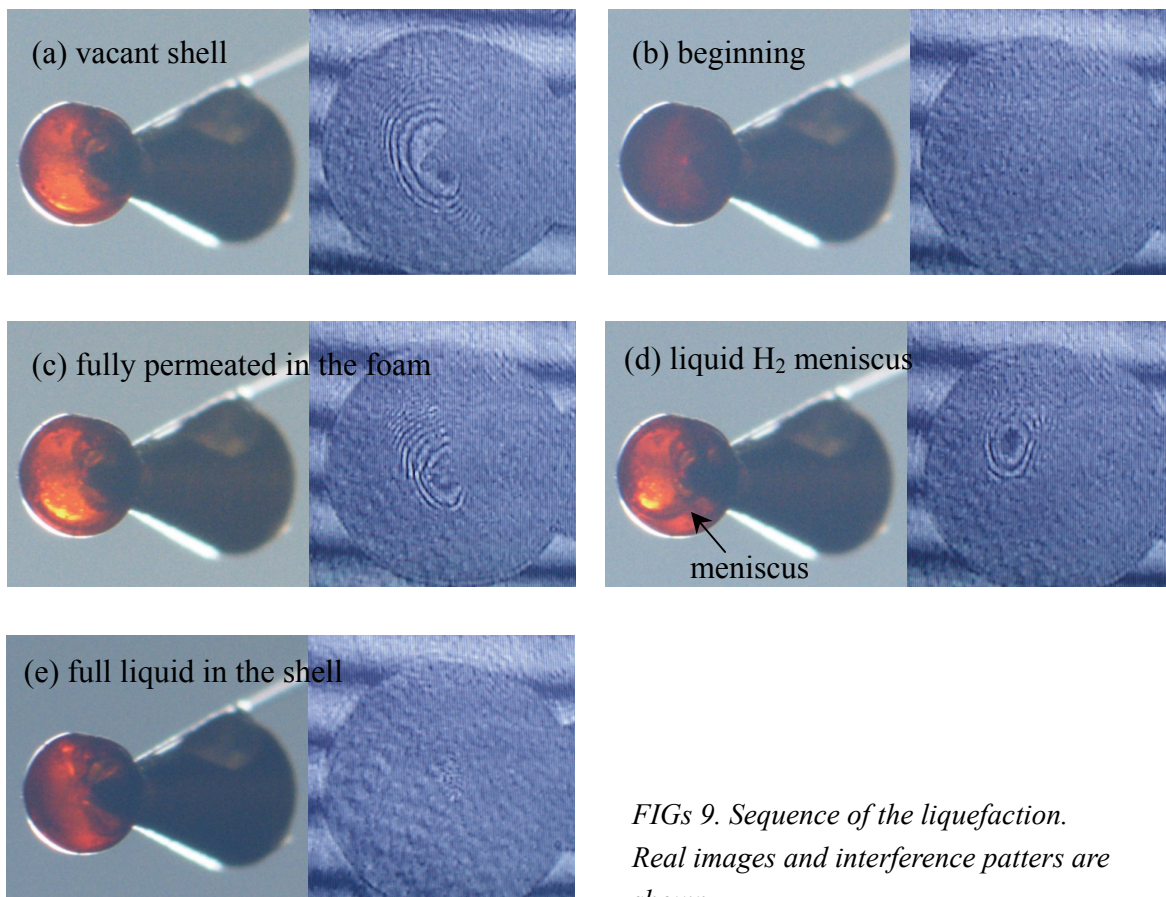 (a) vacant shell
(b) beginning
(c) fully permeated in the foam
(d) liquid H₂ meniscus
meniscus
(e) full liquid in the shell
FIGs 9. Sequence of the liquefaction.
Real images and interference patters are